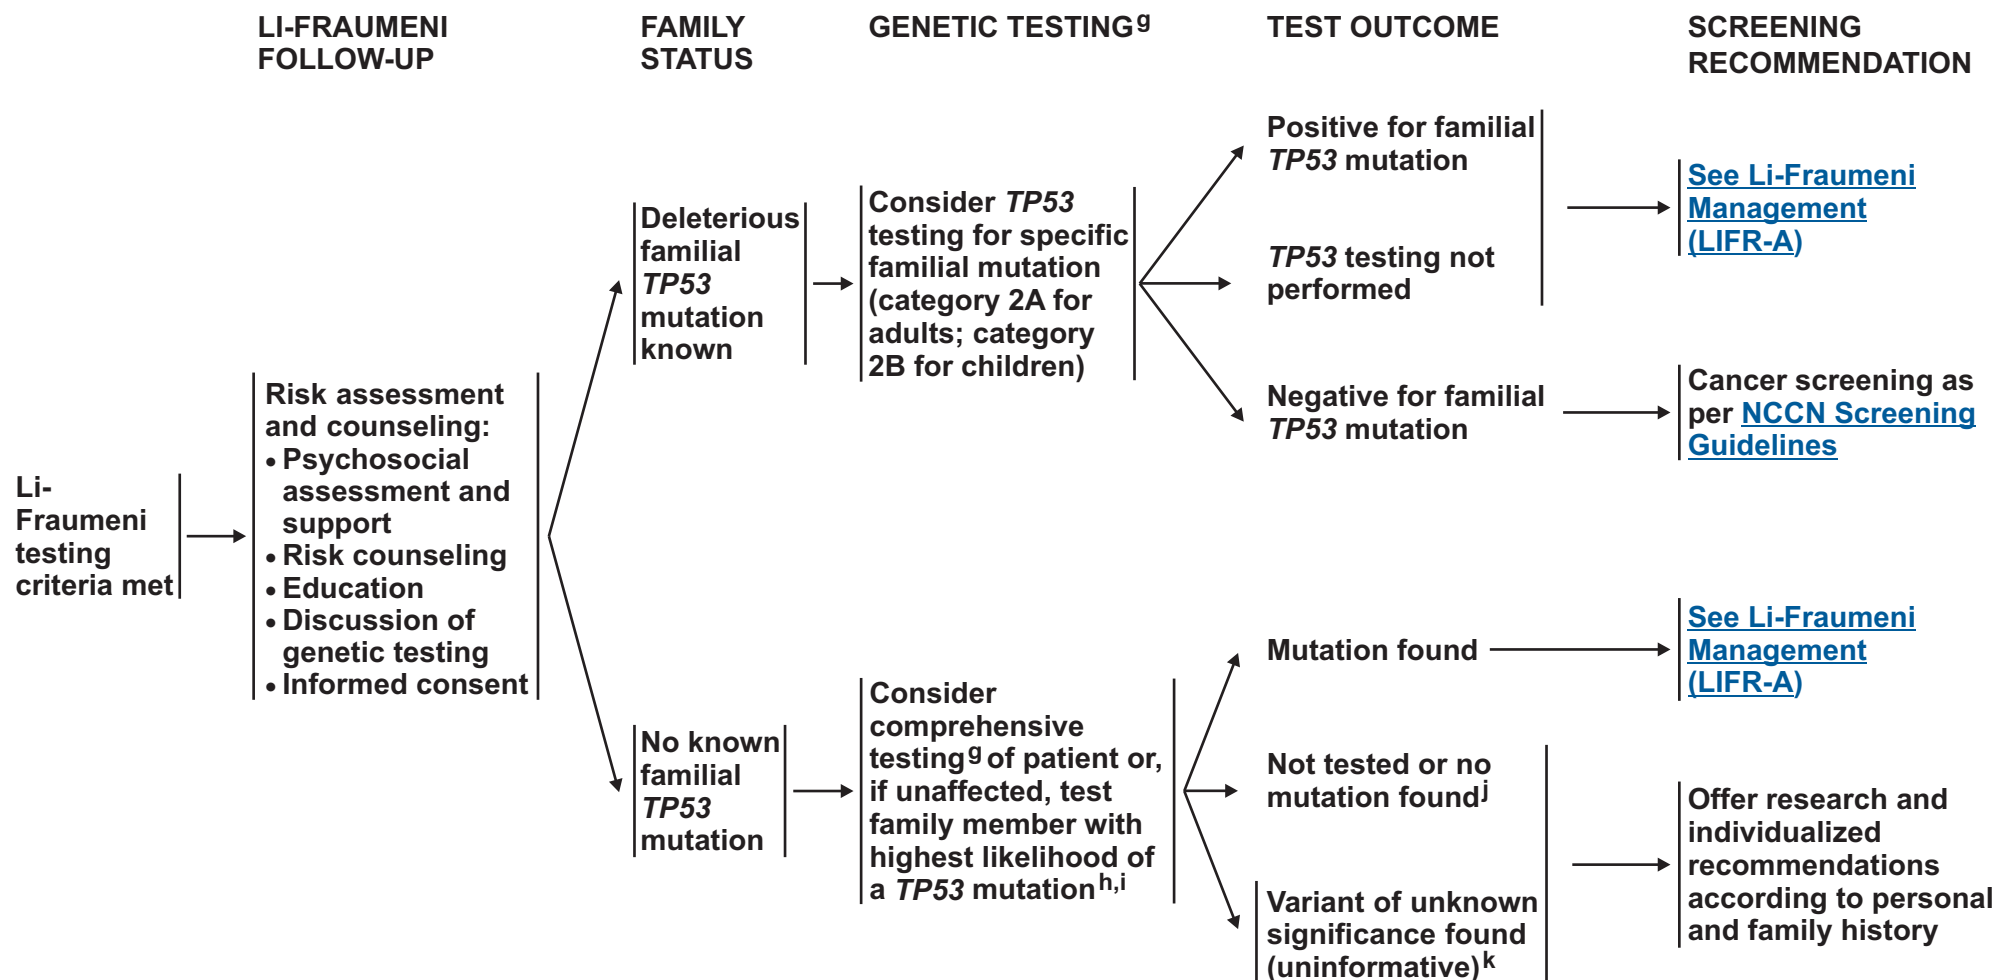 LI-FRAUMENI
FOLLOW-UP
FAMILY
STATUS
GENETIC TESTINGg
TEST OUTCOME
SCREENING
RECOMMENDATION
Li-
Fraumeni
testing
criteria met
Risk assessment
and counseling:
• Psychosocial
assessment and
support
• Risk counseling
• Education
• Discussion of
genetic testing
• Informed consent
Deleterious
familial
TP53
mutation
known
Consider TP53
testing for specific
familial mutation
(category 2A for
adults; category
2B for children)
Positive for familial
TP53 mutation
TP53 testing not
performed
See Li-Fraumeni
Management
(LIFR-A)
Negative for familial
TP53 mutation
Cancer screening as
per NCCN Screening
Guidelines
No known
familial
TP53
mutation
Consider
comprehensive
testingg of patient or,
if unaffected, test
family member with
highest likelihood of
a TP53 mutationh,i
Mutation found
See Li-Fraumeni
Management
(LIFR-A)
Not tested or no
mutation foundj
Variant of unknown
significance found
(uninformative)k
Offer research and
individualized
recommendations
according to personal
and family history